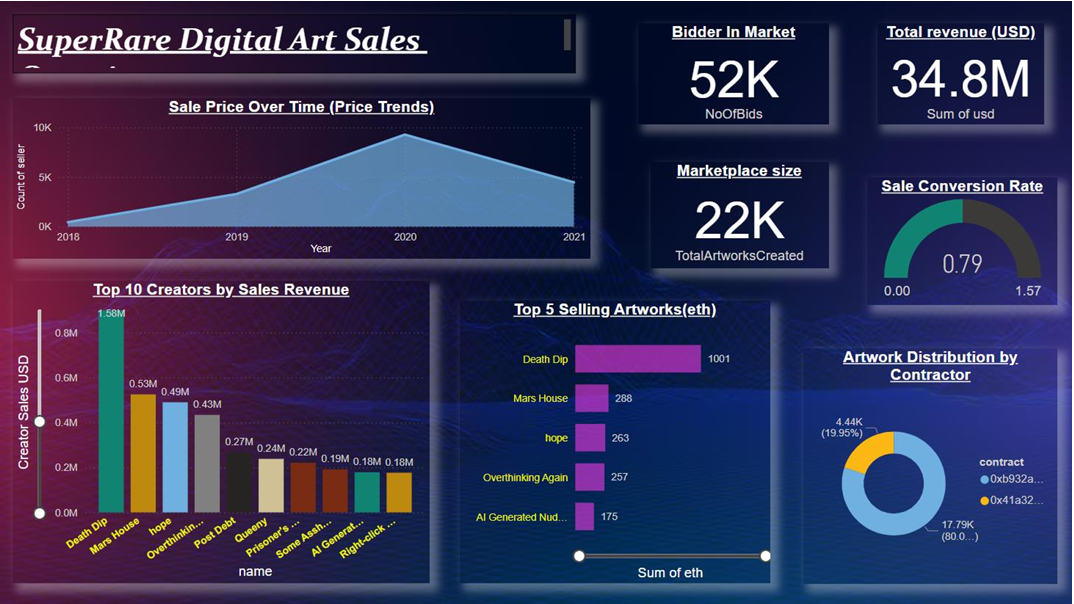 SuperRare Digital Art Sales
Bidder In Market
52K
NoOfBids
Total revenue (USD)
34.8M
Sum of usd
Sale Price Over Time (Price Trends)
Count of seller
10K
5K
0K
2018
2019
2020
2021
Year
Marketplace size
22K
TotalArtworksCreated
Sale Conversion Rate
0.79
0.00
1.57
Top 10 Creators by Sales Revenue
Creator Sales USD
0.8M
0.6M
0.4M
0.2M
0.0M
1.58M
0.53M
0.49M
0.43M
0.27M
0.24M
0.22M
0.19M
0.18M
0.18M
Death Dip
Mars House
hope
Overthinkin...
Post Debt
Queeny
Prisoner's ...
Some Assh...
AI Generat...
Right-click ...
name
Top 5 Selling Artworks(eth)
Death Dip
1001
Mars House
288
hope
263
Overthinking Again
257
AI Generated Nud...
175
Sum of eth
Artwork Distribution by
Contractor
4.44K
(19.95%)
17.79K
(80.0...)
contract
0xb932a...
0x41a32...